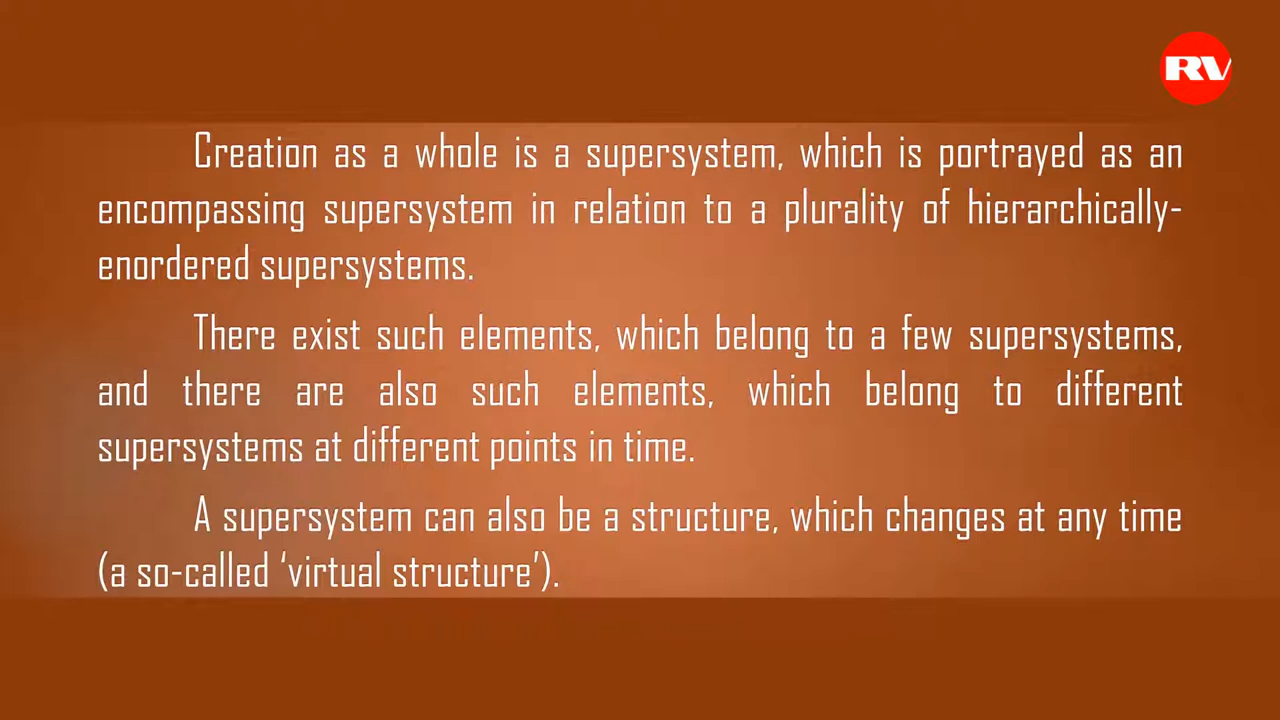 RV
Creation as a whole is a supersystem, which is portrayed as an
encompassing supersystem in relation to a plurality of hierarchically-
enordered supersystems.
There exist such elements, which belong to a few supersystems,
and there are also such elements, which belong to different
supersystems at different points in time.
A supersystem can also be a structure, which changes at any time
(a so-called ‘virtual structure’).